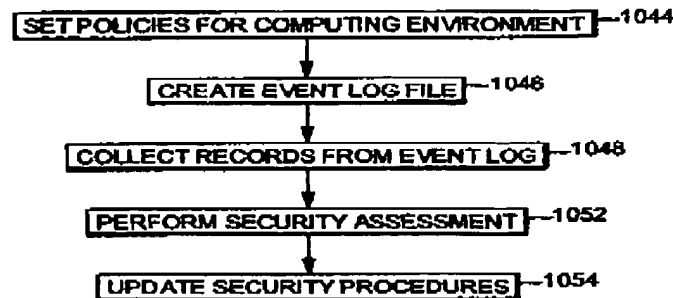 SET POLICIES FOR COMPUTING ENVIRONMENT 1044
CREATE EVENT LOG FILE 1046
COLLECT RECORDS FROM EVENT LOG 1048
PERFORM SECURITY ASSESSMENT 1052
UPDATE SECURITY PROCEDURES 1054